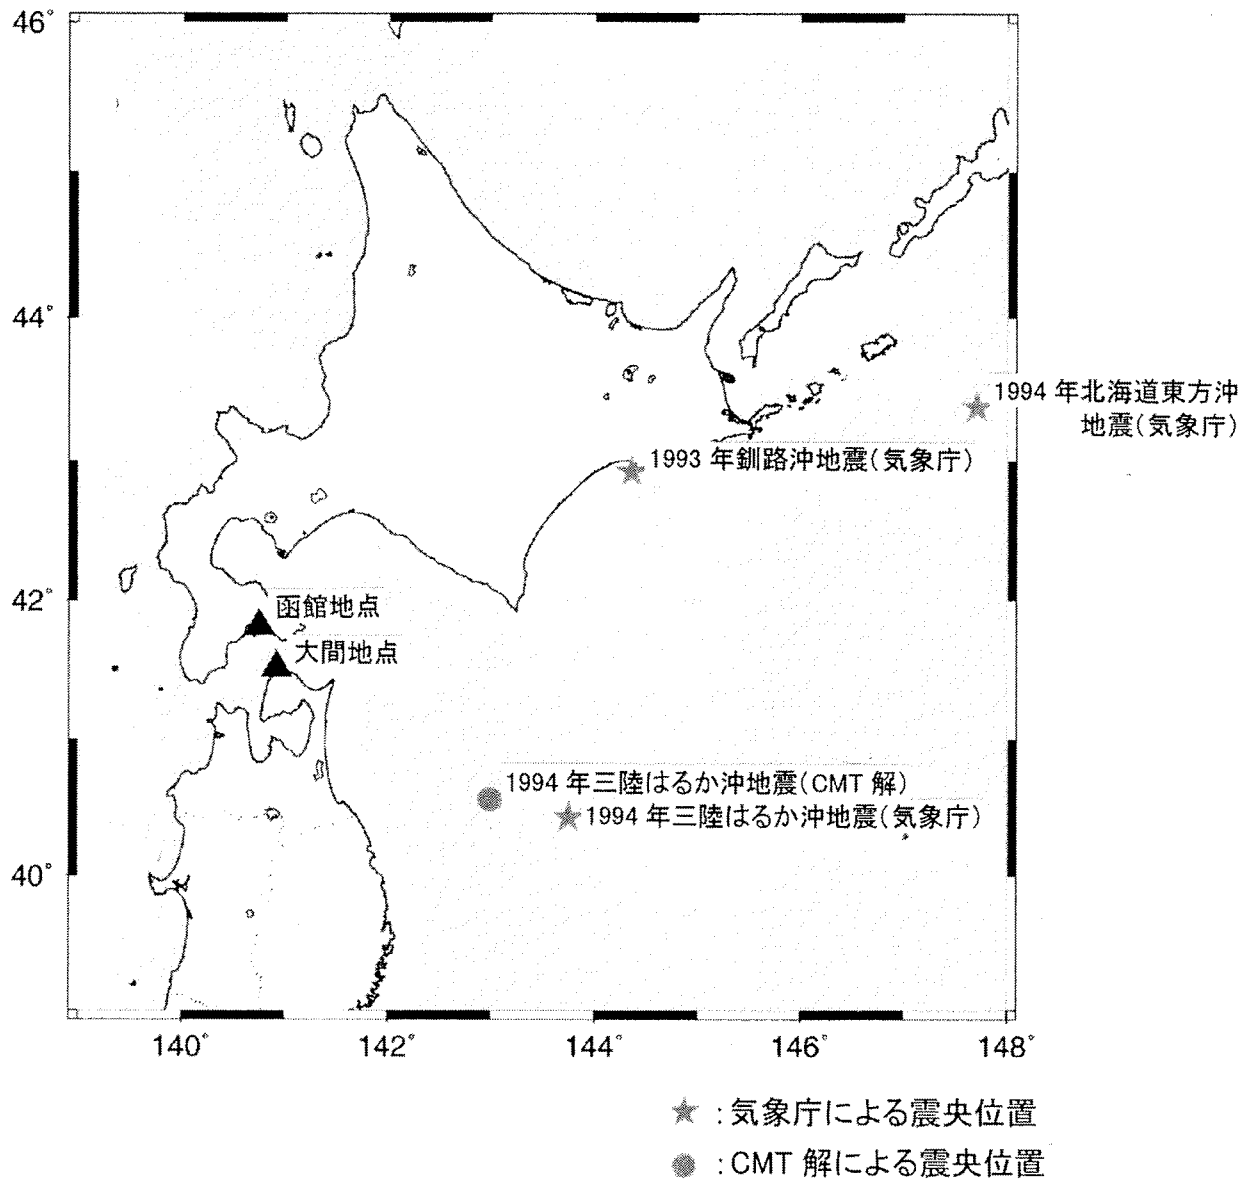 46°
44°
42°
40°
1994 年北海道東方沖
地震(気象庁)
1993 年釧路沖地震(気象庁)
函館地点
大間地点
1994 年三陸はるか沖地震(CMT 解)
1994 年三陸はるか沖地震(気象庁)
140°
142°
144°
146°
148°
★ :気象庁による震央位置
● :CMT 解による震央位置